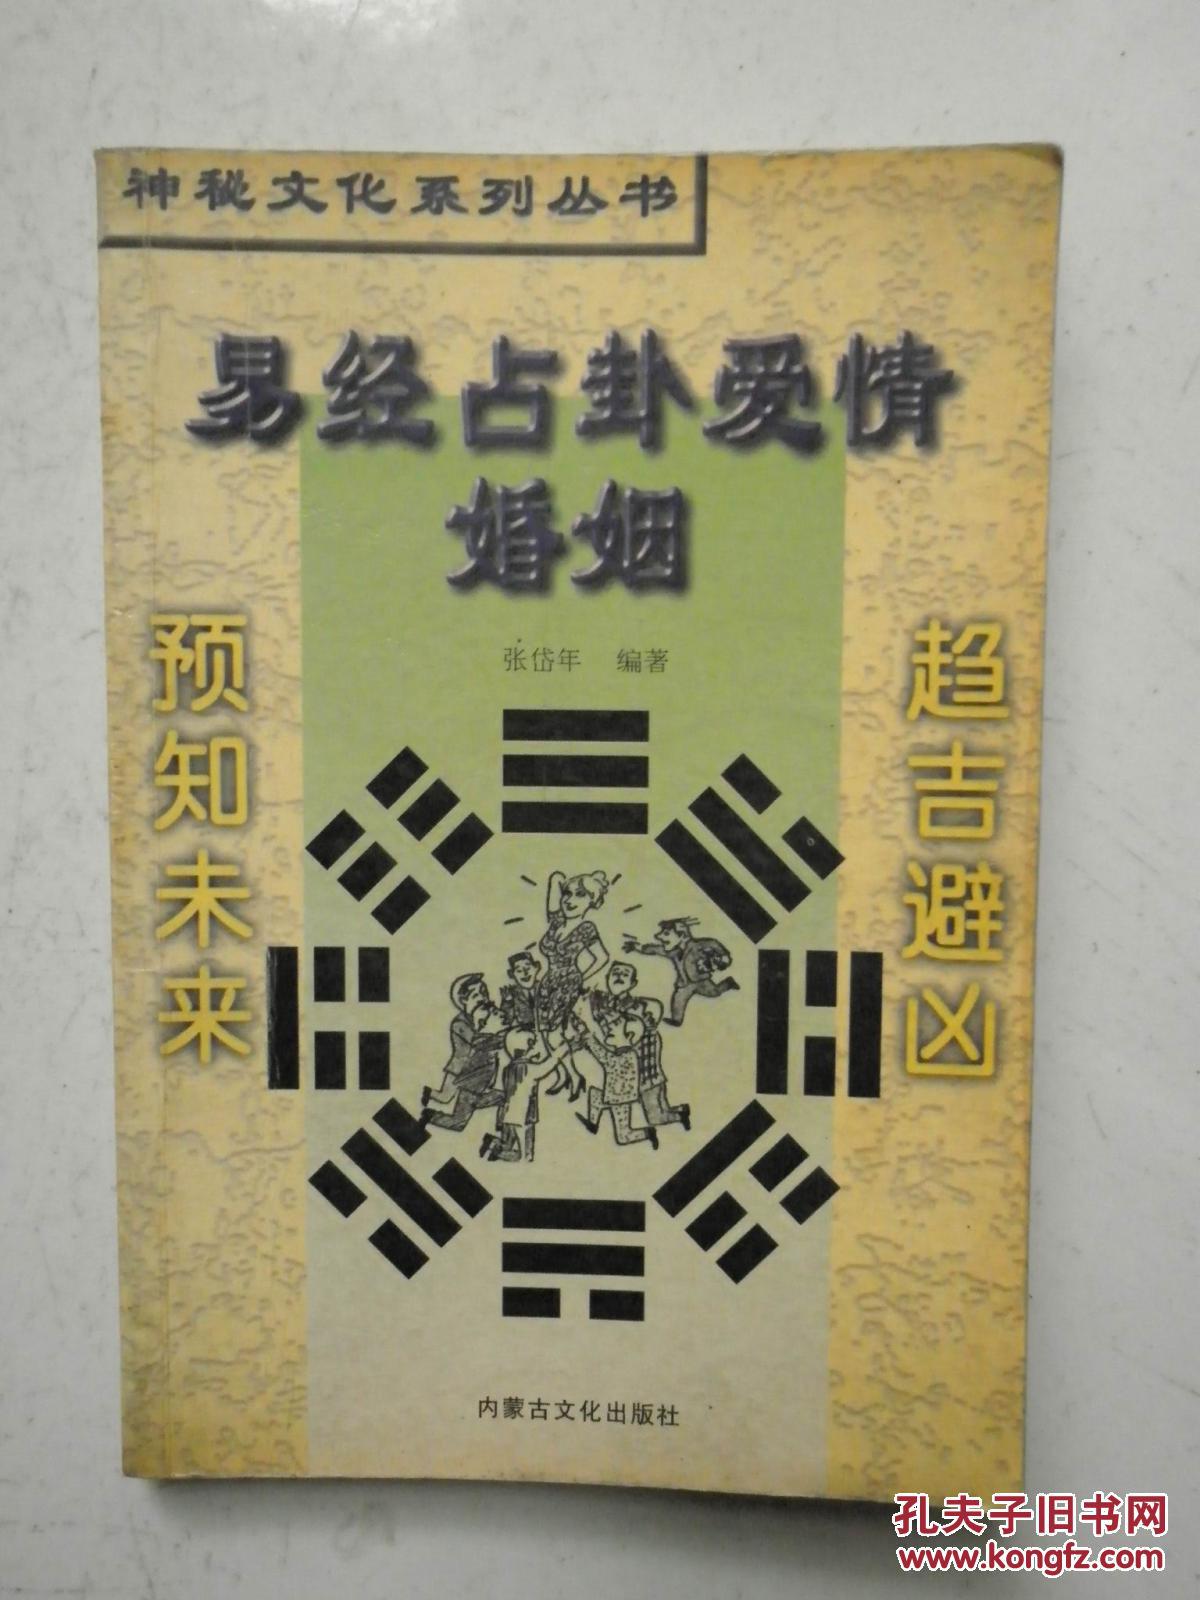 神秘文化系列丛书
易经占卦爱情
婚姻
张岱年 编著
预知未来
趋吉避凶
内蒙古文化出版社
孔夫子旧书网
www.kongfz.com